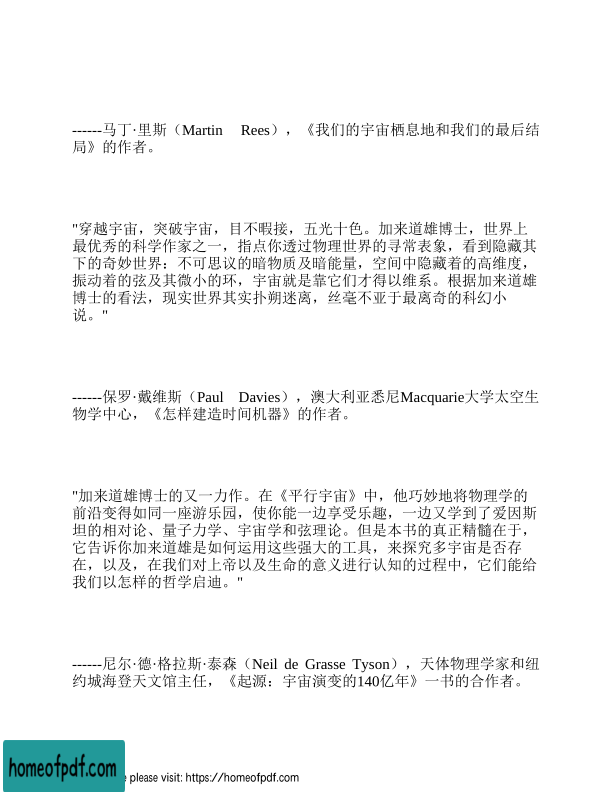 ------马丁·里斯（Martin Rees），《我们的宇宙栖息地和我们的最后结
局》的作者。
"穿越宇宙，突破宇宙，目不暇接，五光十色。加来道雄博士，世界上
最优秀的科学作家之一，指点你透过物理世界的寻常表象，看到隐藏其
下的奇妙世界：不可思议的暗物质及暗能量，空间中隐藏着的高维度，
振动着的弦及其微小的环，宇宙就是靠它们才得以维系。根据加来道雄
博士的看法，现实世界其实扑朔迷离，丝毫不亚于最离奇的科幻小
说。"
------保罗·戴维斯（Paul Davies），澳大利亚悉尼Macquarie大学太空生
物学中心，《怎样建造时间机器》的作者。
"加来道雄博士的又一力作。在《平行宇宙》中，他巧妙地将物理学的
前沿变得如同一座游乐园，使你能一边享受乐趣，一边又学到了爱因斯
坦的相对论、量子力学、宇宙学和弦理论。但是本书的真正精髓在于，
它告诉你加来道雄是如何运用这些强大的工具，来探究多宇宙是否存
在，以及，在我们对上帝以及生命的意义进行认知的过程中，它们能给
我们以怎样的哲学启迪。"
------尼尔·德·格拉斯·泰森（Neil de Grasse Tyson），天体物理学家和纽
约城海登天文馆主任，《起源：宇宙演变的140亿年》一书的合作者。
homeofpdf.com
please visit: https://homeofpdf.com